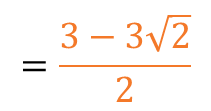 = (3 − 3√2)/2